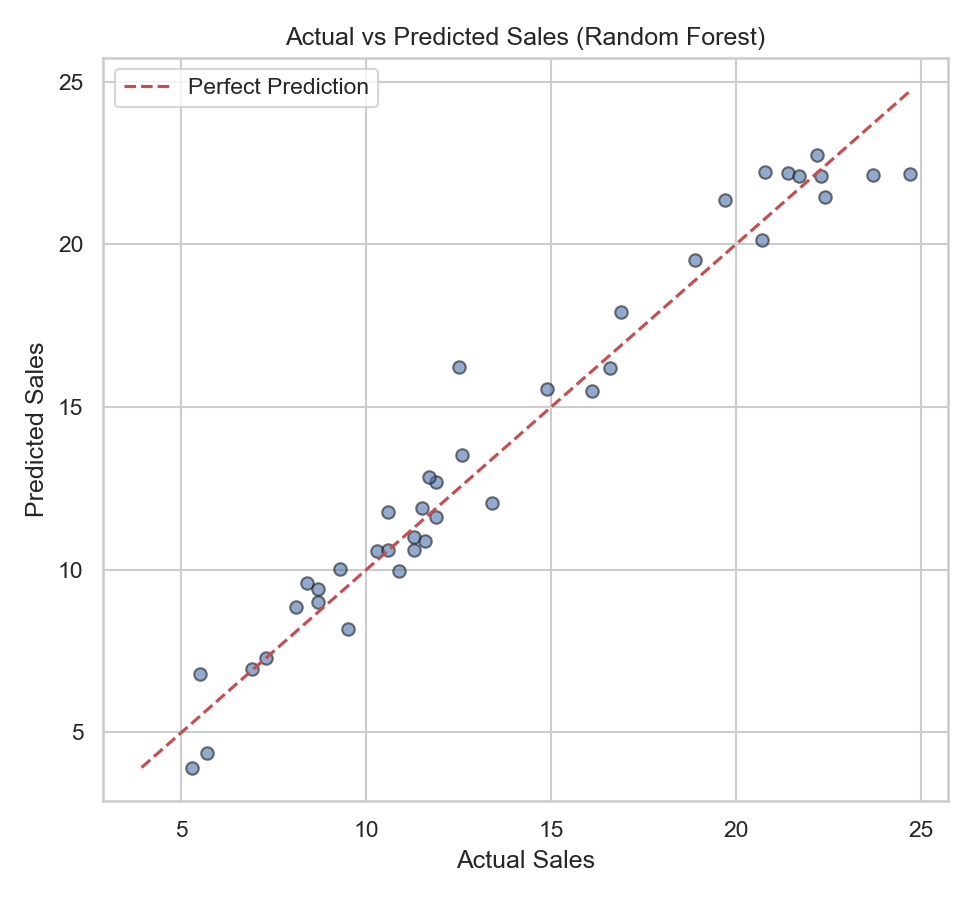 Actual vs Predicted Sales (Random Forest)
Perfect Prediction
Predicted Sales
25
20
15
10
5
5 10 15 20 25
Actual Sales